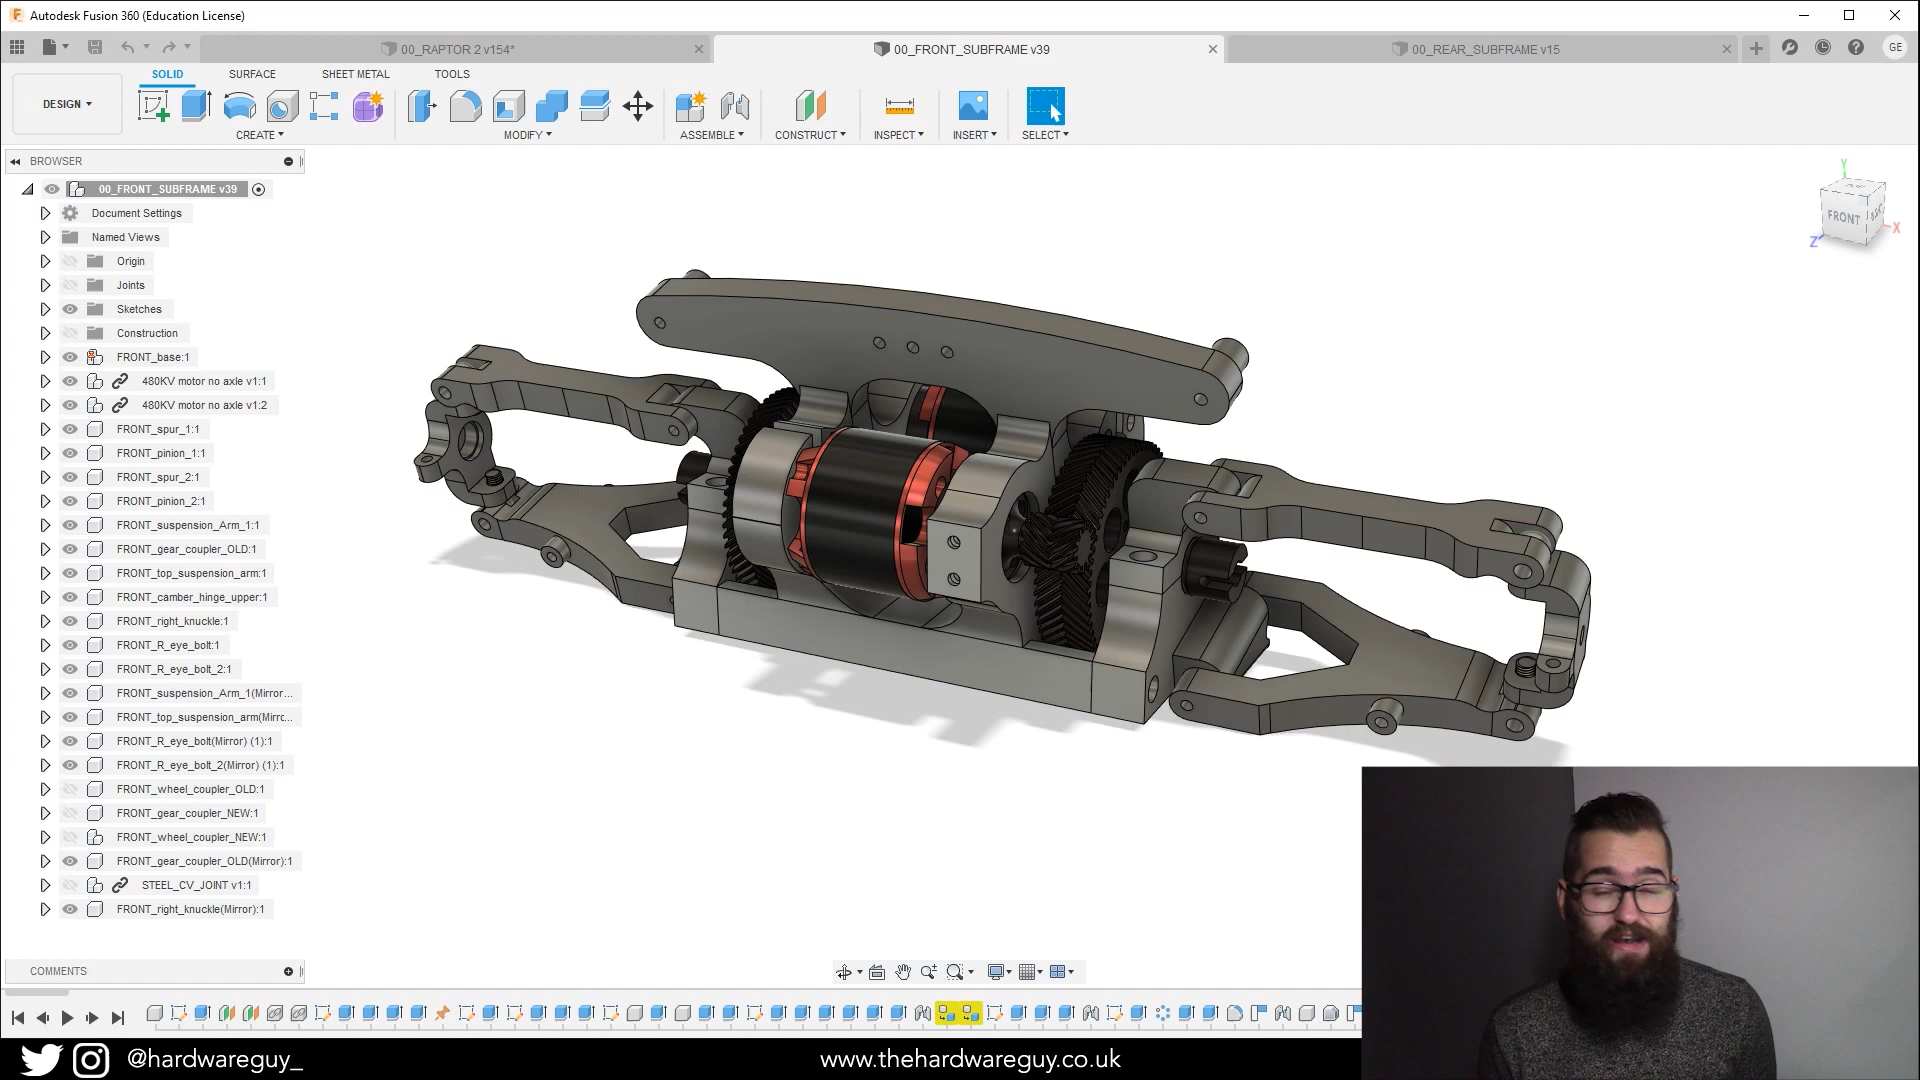 Autodesk Fusion 360 (Education License)
00_RAPTOR 2 v154*
00_FRONT_SUBFRAME v39
00_REAR_SUBFRAME v15
GE
DESIGN
SOLID
SURFACE
SHEET METAL
TOOLS
CREATE
MODIFY
ASSEMBLE
CONSTRUCT
INSPECT
INSERT
SELECT
BROWSER
00_FRONT_SUBFRAME v39
Document Settings
Named Views
Origin
Joints
Sketches
Construction
FRONT_base:1
480KV motor no axle v1:1
480KV motor no axle v1:2
FRONT_spur_1:1
FRONT_pinion_1:1
FRONT_spur_2:1
FRONT_pinion_2:1
FRONT_suspension_Arm_1:1
FRONT_gear_coupler_OLD:1
FRONT_top_suspension_arm:1
FRONT_camber_hinge_upper:1
FRONT_right_knuckle:1
FRONT_R_eye_bolt:1
FRONT_R_eye_bolt_2:1
FRONT_suspension_Arm_1(Mirror...
FRONT_top_suspension_arm(Mirrc...
FRONT_R_eye_bolt(Mirror) (1):1
FRONT_R_eye_bolt_2(Mirror) (1):1
FRONT_wheel_coupler_OLD:1
FRONT_gear_coupler_NEW:1
FRONT_wheel_coupler_NEW:1
FRONT_gear_coupler_OLD(Mirror):1
STEEL_CV_JOINT v1:1
FRONT_right_knuckle(Mirror):1
Y
FRONT
Z
X
COMMENTS
@hardwareguy_
www.thehardwareguy.co.uk